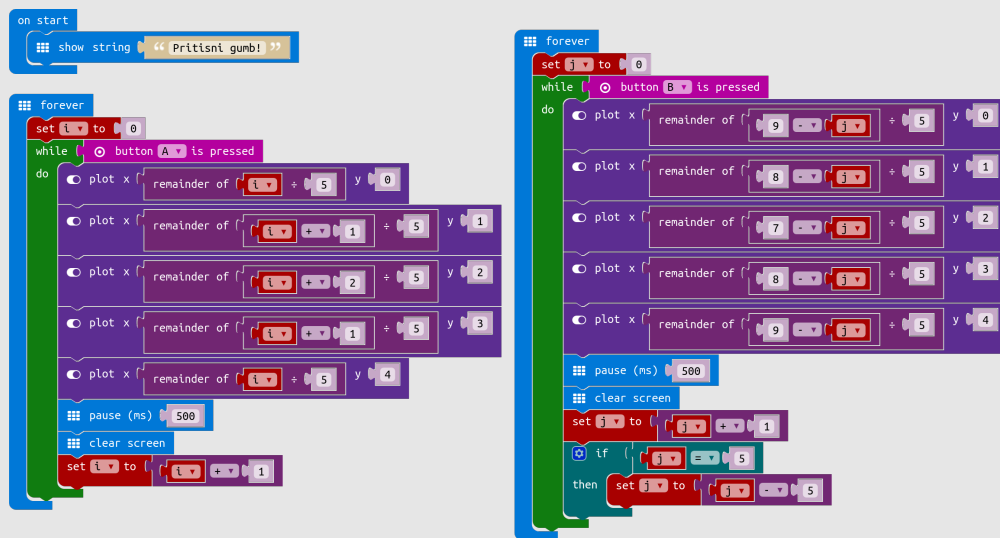 on start
show string “ Pritisni gumb! ”
forever
set i ▾ to 0
while button A ▾ is pressed
do plot x remainder of i ▾ ÷ 5 y 0
plot x remainder of i ▾ + ▾ 1 ÷ 5 y 1
plot x remainder of i ▾ + ▾ 2 ÷ 5 y 2
plot x remainder of i ▾ + ▾ 1 ÷ 5 y 3
plot x remainder of i ▾ ÷ 5 y 4
pause (ms) 500
clear screen
set i ▾ to i ▾ + ▾ 1
forever
set j ▾ to 0
while button B ▾ is pressed
do plot x remainder of 9 - ▾ j ▾ ÷ 5 y 0
plot x remainder of 8 - ▾ j ▾ ÷ 5 y 1
plot x remainder of 7 - ▾ j ▾ ÷ 5 y 2
plot x remainder of 8 - ▾ j ▾ ÷ 5 y 3
plot x remainder of 9 - ▾ j ▾ ÷ 5 y 4
pause (ms) 500
clear screen
set j ▾ to j ▾ + ▾ 1
if j ▾ = ▾ 5
then set j ▾ to j ▾ - ▾ 5